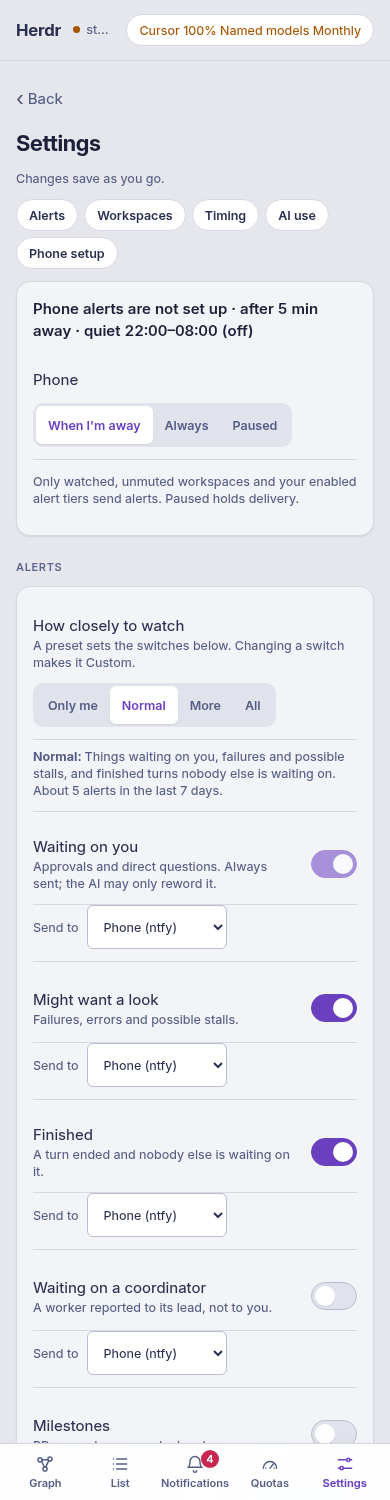 Herdr
st...
Cursor 100% Named models Monthly
‹ Back
Settings
Changes save as you go.
Alerts
Workspaces
Timing
AI use
Phone setup
Phone alerts are not set up · after 5 min
away · quiet 22:00–08:00 (off)
Phone
When I'm away
Always
Paused
Only watched, unmuted workspaces and your enabled
alert tiers send alerts. Paused holds delivery.
ALERTS
How closely to watch
A preset sets the switches below. Changing a switch
makes it Custom.
Only me
Normal
More
All
Normal: Things waiting on you, failures and possible
stalls, and finished turns nobody else is waiting on.
About 5 alerts in the last 7 days.
Waiting on you
Approvals and direct questions. Always
sent; the AI may only reword it.
Send to
Phone (ntfy)
Might want a look
Failures, errors and possible stalls.
Send to
Phone (ntfy)
Finished
A turn ended and nobody else is waiting on
it.
Send to
Phone (ntfy)
Waiting on a coordinator
A worker reported to its lead, not to you.
Send to
Phone (ntfy)
Milestones
4
Graph
List
Notifications
Quotas
Settings